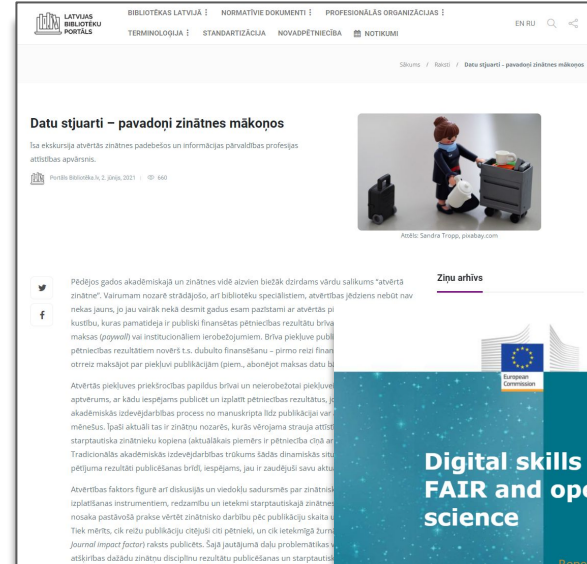 LATVIJAS
BIBLIOTĒKU
PORTĀLS
BIBLIOTĒKAS LATVIJĀ
NORMATĪVIE DOKUMENTI
PROFESIONĀLĀS ORGANIZĀCIJAS
TERMINOLOĢIJA
STANDARTIZĀCIJA
NOVADPĒTNIECĪBA
NOTIKUMI
EN RU
Sākums / Raksti / Datu stjuarti – pavadoņi zinātnes mākoņos
Datu stjuarti – pavadoņi zinātnes mākoņos
Īsa ekskursija atvērtās zinātnes padebešos un informācijas pārvaldības profesijas
attīstības apvārsnis.
Portāls Bibliotēka.lv, 2. jūnijs, 2021
660
Attēls: Sandra Tropp, pixabay.com
Ziņu arhīvs
Pēdējos gados akadēmiskajā un zinātnes vidē aizvien biežāk dzirdams vārdu salikums "atvērtā
zinātne". Vairumam nozarē strādājošo, arī bibliotēku speciālistiem, atvērtības jēdziens nebūt nav
nekas jauns, jo jau vairāk nekā desmit gadus esam pazīstami ar atvērtās pi
kustību, kuras pamatideja ir publiski finansētas pētniecības rezultātu brīva
maksas (paywall) vai institucionāliem ierobežojumiem. Brīva piekļuve publi
pētniecības rezultātiem novērš t.s. dubulto finansēšanu – pirmo reizi finan
otrreiz maksājot par piekļuvi publikācijām (piem., abonējot maksas datu b
Atvērtās piekļuves priekšrocības papildus brīvai un neierobežotai piekļuve
aptvērums, ar kādu iespējams publicēt un izplatīt pētniecības rezultātus, jo
akadēmiskās izdevējdarbības process no manuskripta līdz publikācijai var a
mēnešus. Īpaši aktuāli tas ir zinātņu nozarēs, kurās vērojama strauja attīstī
starptautiska zinātnieku kopiena (aktuālākais piemērs ir pētniecība cīņā ar
Tradicionālās akadēmiskās izdevējdarbības trūkums šādās dinamiskās situ
pētījuma rezultāti publicēšanas brīdī, iespējams, jau ir zaudējuši savu aktu
Atvērtības faktors figurē arī diskusijās un viedokļu sadursmēs par zinātnisk
izplatīšanas instrumentiem, redzamību un ietekmi starptautiskajā zinātnes
nosaka pastāvošā prakse vērtēt zinātnisko darbību pēc publikāciju skaita u
Tiek mērīts, cik reižu publikāciju citējuši citi pētnieki, un cik ietekmīgā žurna
Journal impact factor) raksts publicēts. Šajā jautājumā daļu problemātikas v
atšķirības dažādu zinātņu disciplīnu rezultātu publicēšanas un starptautisk
European
Commission
Digital skills
FAIR and ope
science